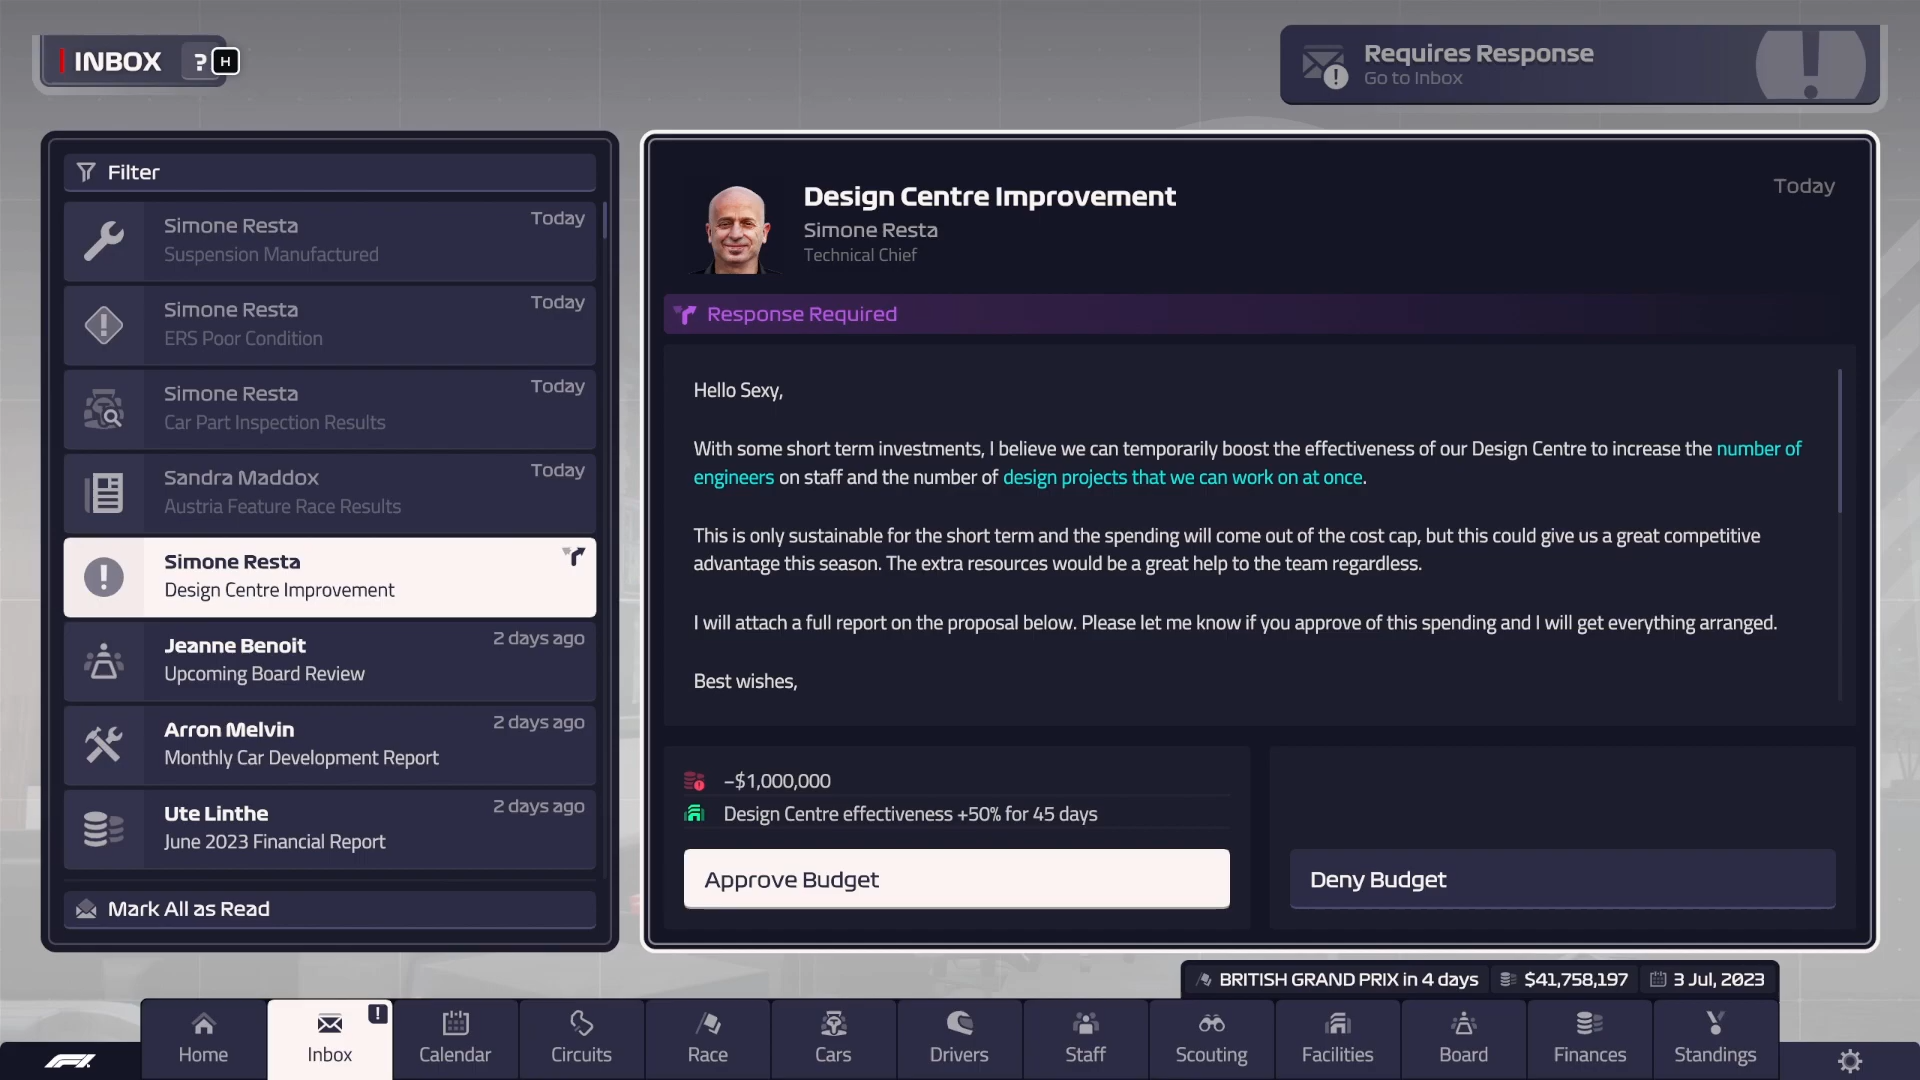 INBOX
? H
Requires Response
Go to Inbox
Filter
Simone Resta
Today
Suspension Manufactured
Simone Resta
Today
ERS Poor Condition
Simone Resta
Today
Car Part Inspection Results
Sandra Maddox
Today
Austria Feature Race Results
Simone Resta
Design Centre Improvement
Jeanne Benoit
2 days ago
Upcoming Board Review
Arron Melvin
2 days ago
Monthly Car Development Report
Ute Linthe
2 days ago
June 2023 Financial Report
Mark All as Read
Design Centre Improvement
Today
Simone Resta
Technical Chief
Response Required
Hello Sexy,
With some short term investments, I believe we can temporarily boost the effectiveness of our Design Centre to increase the number of
engineers on staff and the number of design projects that we can work on at once.
This is only sustainable for the short term and the spending will come out of the cost cap, but this could give us a great competitive
advantage this season. The extra resources would be a great help to the team regardless.
I will attach a full report on the proposal below. Please let me know if you approve of this spending and I will get everything arranged.
Best wishes,
-$1,000,000
Design Centre effectiveness +50% for 45 days
Approve Budget
Deny Budget
BRITISH GRAND PRIX in 4 days
$41,758,197
3 Jul, 2023
Home
Inbox
Calendar
Circuits
Race
Cars
Drivers
Staff
Scouting
Facilities
Board
Finances
Standings